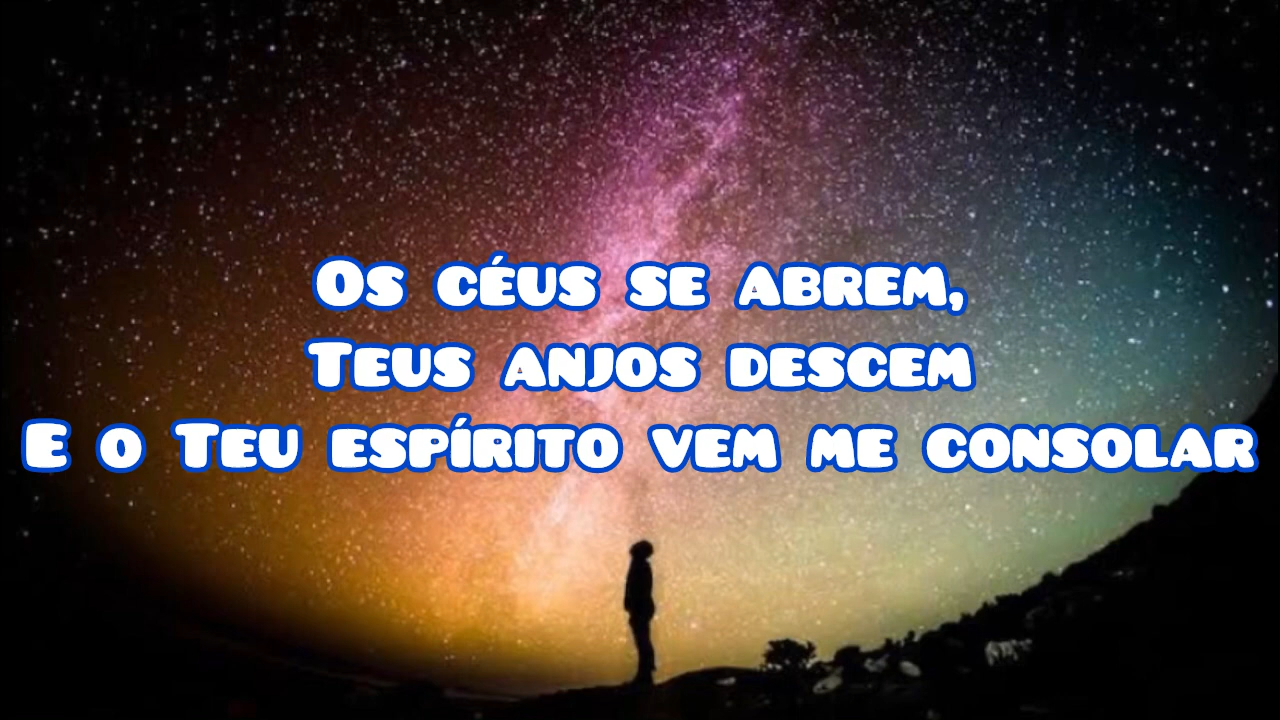 Os céus se abrem,
Teus anjos descem
E o Teu espírito vem me consolar